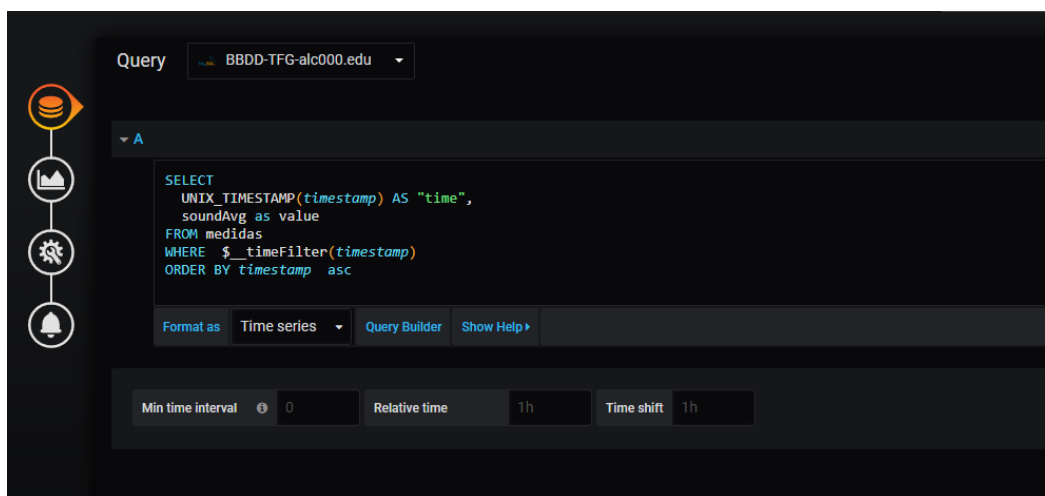 Query BBDD-TFG-alc000.edu
A
SELECT
UNIX_TIMESTAMP(timestamp) AS "time",
soundAvg as value
FROM medidas
WHERE $__timeFilter(timestamp)
ORDER BY timestamp asc
Format as Time series Query Builder Show Help
Min time interval 0 Relative time 1h Time shift 1h